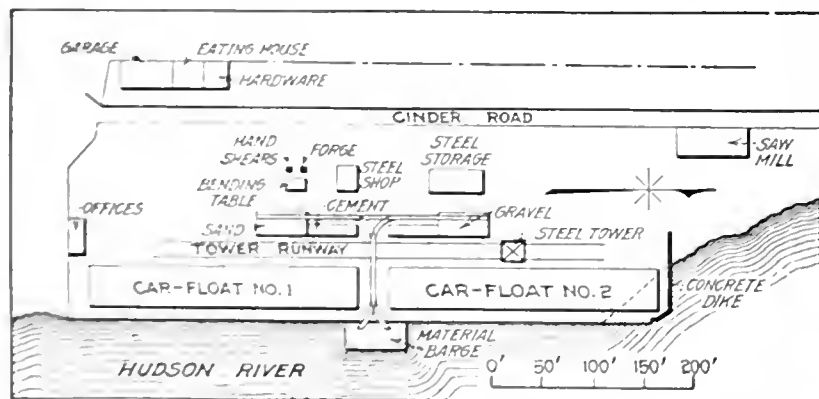 GARAGE
EATING HOUSE
HARDWARE
CINDER ROAD
HAND
SHEARS
FORGE
STEEL
STORAGE
SAW
MILL
BENDING
TABLE
STEEL
SHOP
CEMENT
OFFICES
SAND
GRAVEL
TOWER RUNWAY
STEEL TOWER
CAR-FLOAT NO. 1
CAR-FLOAT NO. 2
CONCRETE
DIKE
MATERIAL
BARGE
HUDSON RIVER
0' 50' 100' 150' 200'